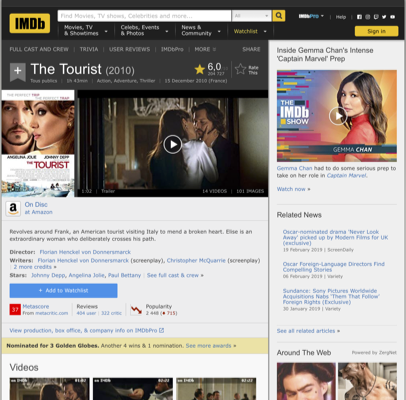 IMDb
Find Movies, TV shows, Celebrities and more...
All
IMDbPro
Help
Movies, TV
& Showtimes
Celebs, Events
& Photos
News &
Community
Watchlist
Sign in
FULL CAST AND CREW | TRIVIA | USER REVIEWS | IMDbPro | MORE
SHARE
The Tourist (2010)
6,0
Rate
This
Tous publics | 1h 43min | Action, Adventure, Thriller | 15 December 2010 (France)
THE PERFECT TRIP
ANGELINA JOLIE JOHNNY DEPP
THE
TOURIST
2:02 | Trailer
14 VIDEOS | 101 IMAGES
On Disc
at Amazon
Revolves around Frank, an American tourist visiting Italy to mend a broken heart. Elise is an
extraordinary woman who deliberately crosses his path.
Director: Florian Henckel von Donnersmarck
Writers: Florian Henckel von Donnersmarck (screenplay), Christopher McQuarrie (screenplay)
| 2 more credits »
Stars: Johnny Depp, Angelina Jolie, Paul Bettany | See full cast & crew »
+ Add to Watchlist
37
Metascore
From metacritic.com
Reviews
404 user | 322 critic
Popularity
2 448 (715)
View production, box office, & company info on IMDbPro
Nominated for 3 Golden Globes. Another 4 wins & 1 nomination. See more awards »
Videos
Inside Gemma Chan's Intense
'Captain Marvel' Prep
THE
IMDb
SHOW
GEMMA CHAN
Gemma Chan had to do some serious prep to
take on her role in Captain Marvel.
Watch now »
Related News
Oscar-nominated drama 'Never Look
Away' picked up by Modern Films for UK
(exclusive)
19 February 2019 | ScreenDaily
Oscar Foreign-Language Directors Find
Compelling Stories
06 February 2019 | Variety
Sundance: Sony Pictures Worldwide
Acquisitions Nabs 'Them That Follow'
Foreign Rights (Exclusive)
30 January 2019 | Variety
See all related articles »
Around The Web
Powered by ZergNet